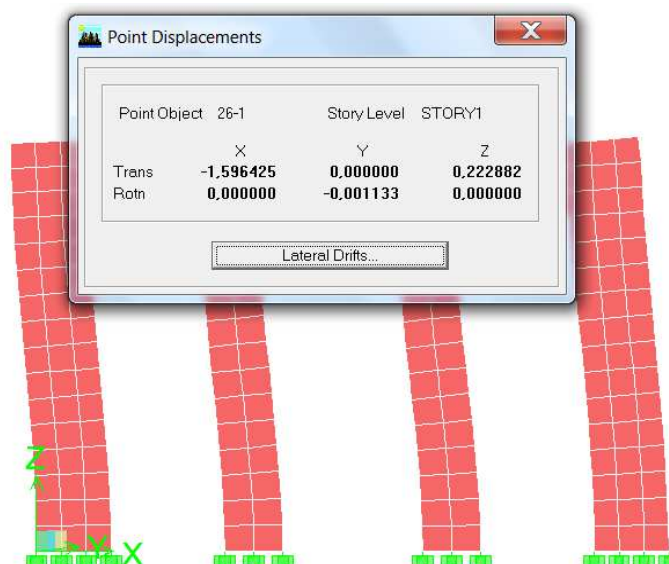 Point Displacements
Point Object 26-1 Story Level STORY1
X Y Z
Trans -1,596425 0,000000 0,222882
Rotn 0,000000 -0,001133 0,000000
Lateral Drifts...
Z
Y X